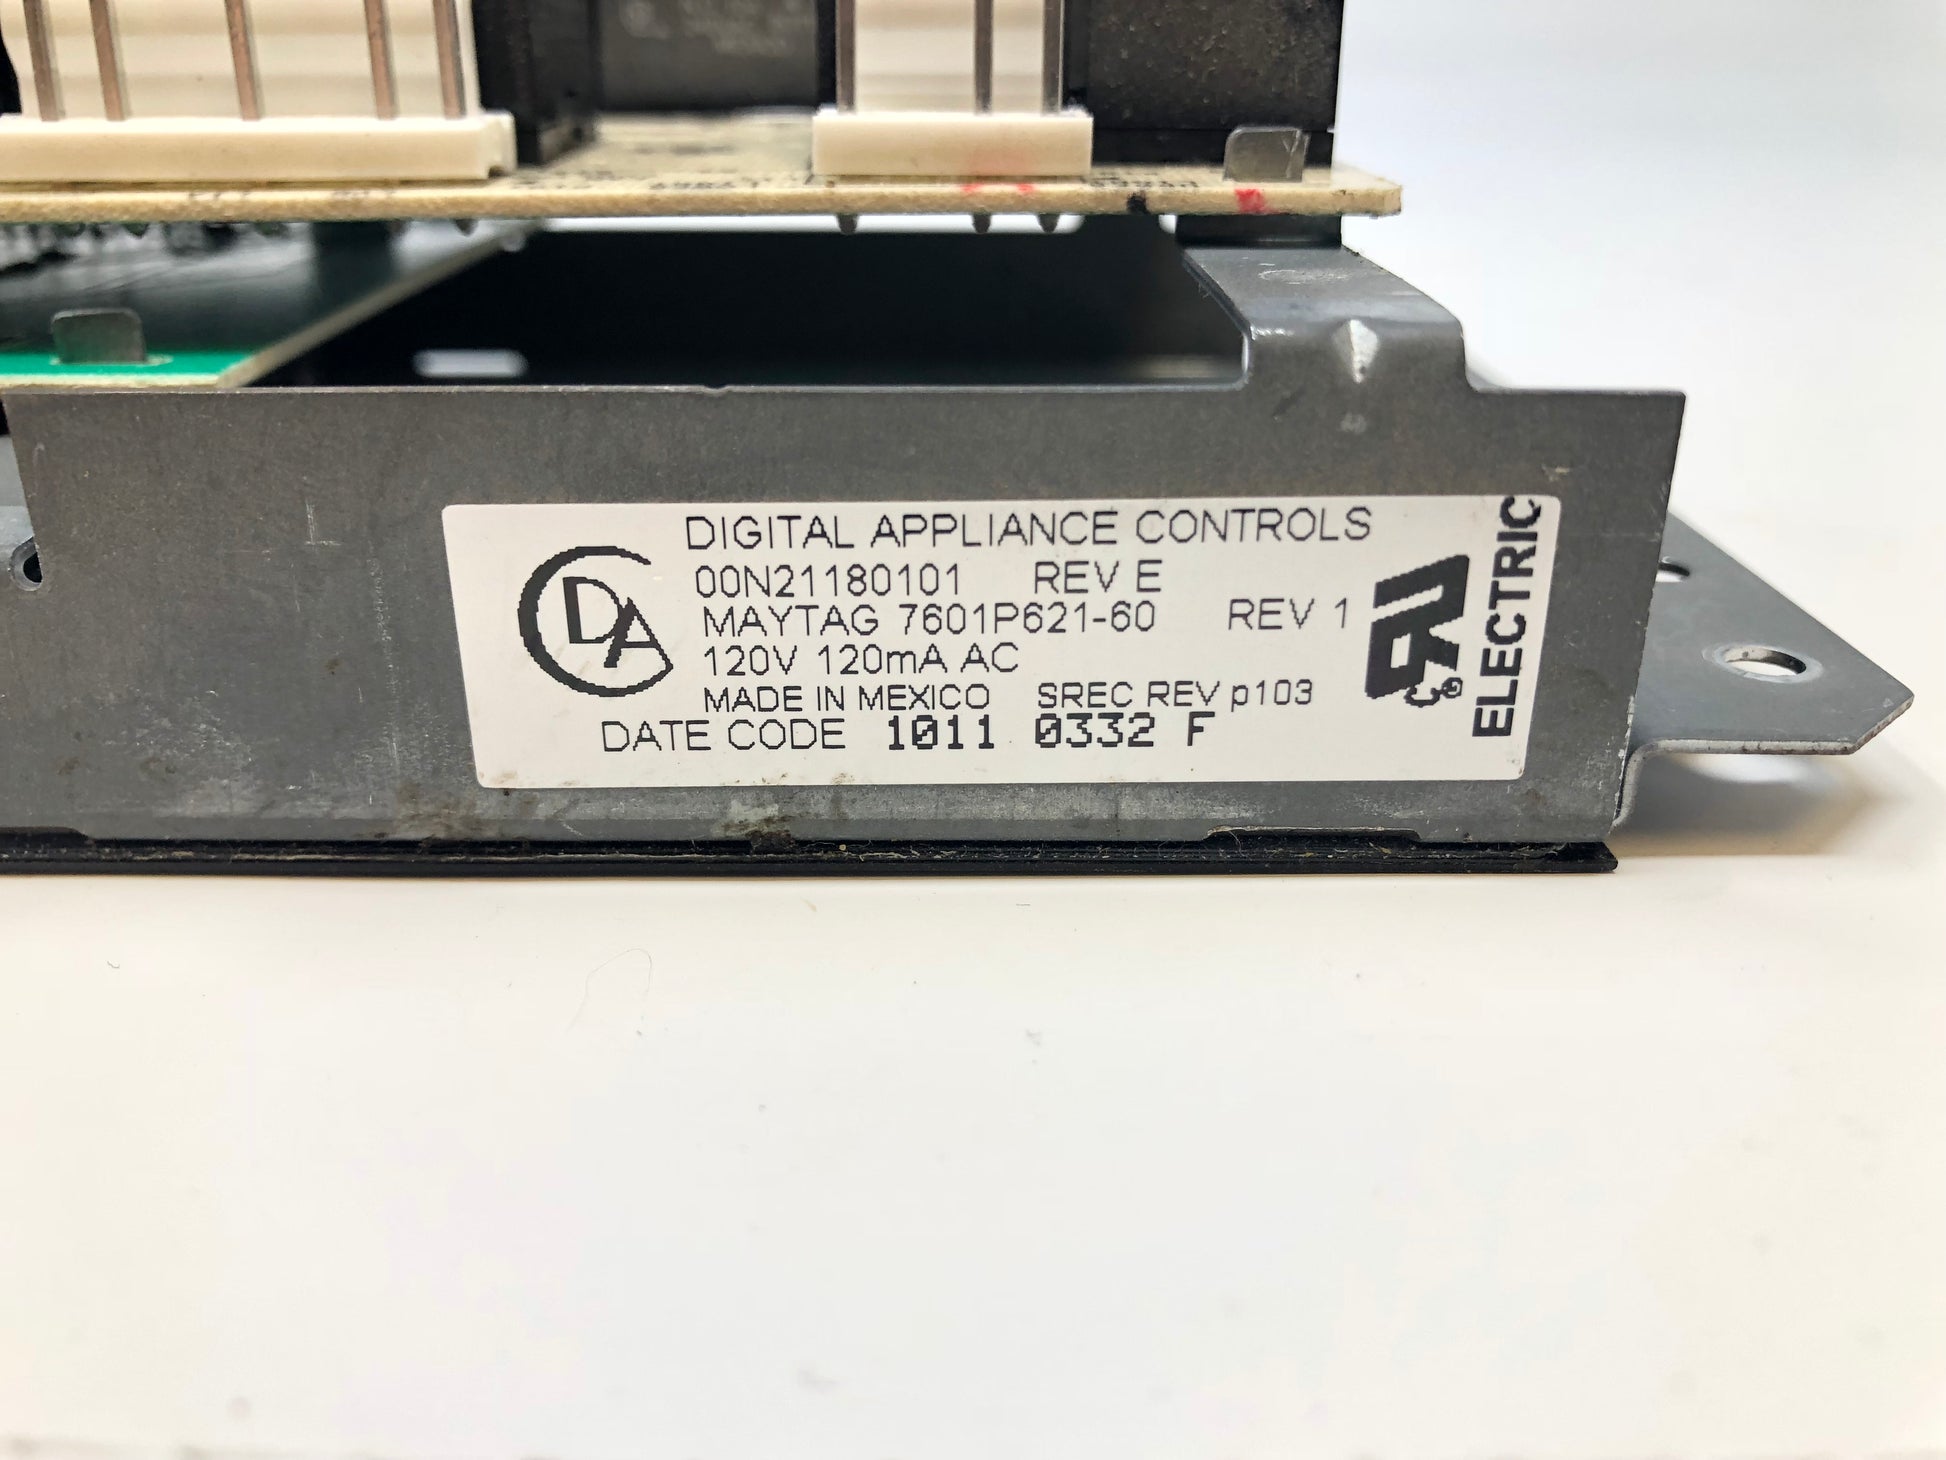 DIGITAL APPLIANCE CONTROLS
00N21180101 REV E
MAYTAG 7601P621-60 REV 1
120V 120mA AC
MADE IN MEXICO SREC REV p103
DATE CODE 1011 0332 F
CDA
ELECTRIC